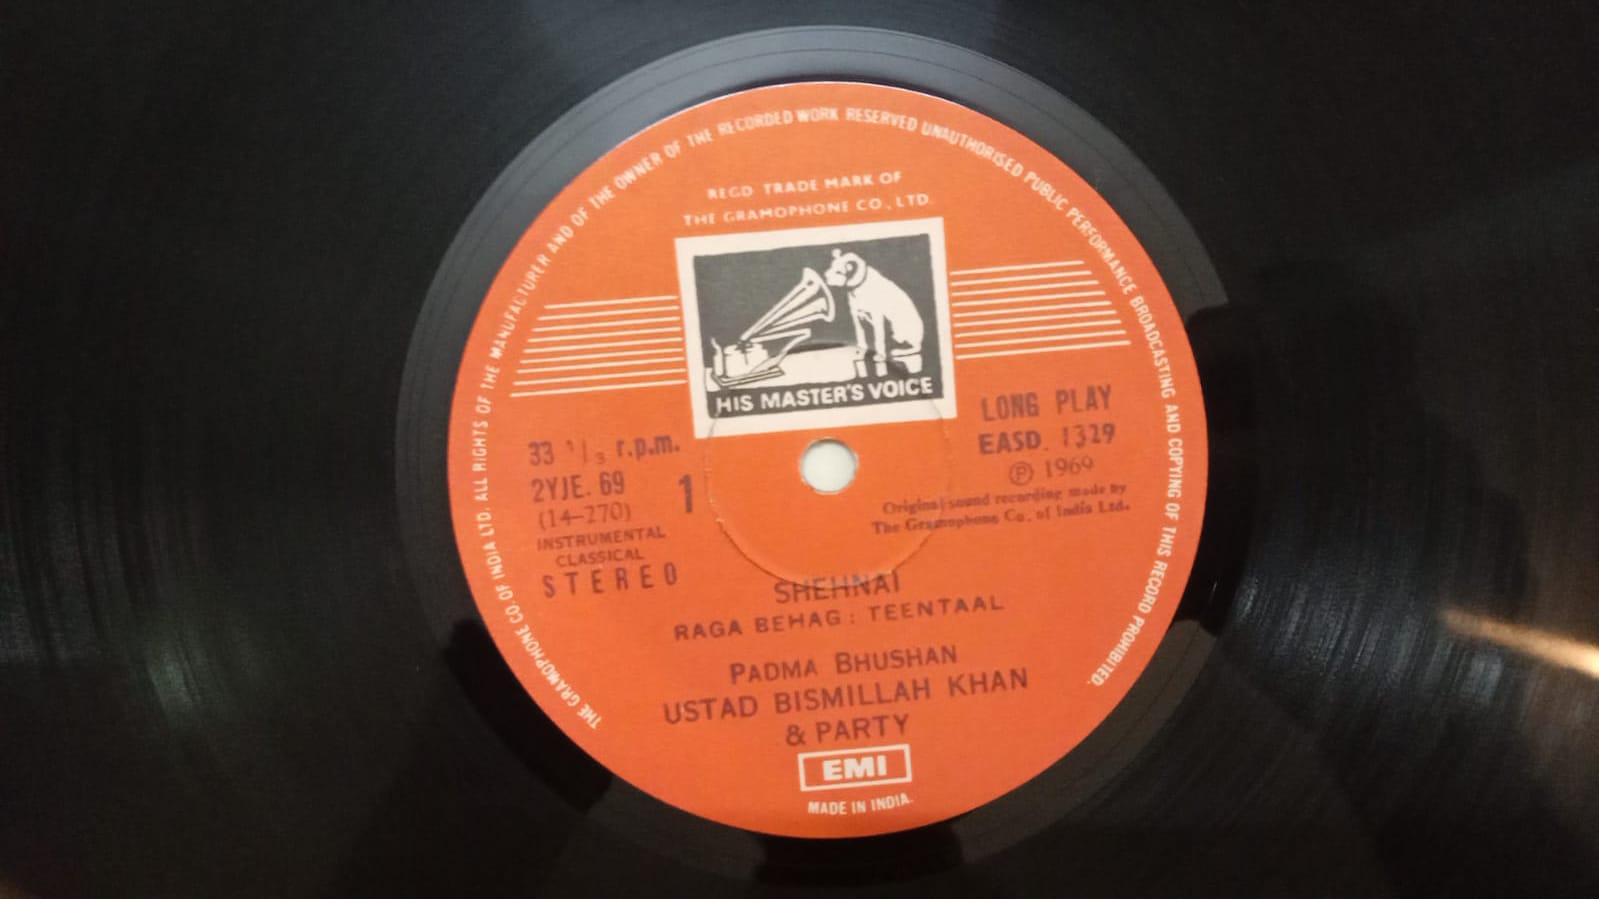 THE GRAMOPHONE CO. OF INDIA LTD. ALL RIGHTS OF THE MANUFACTURER AND OF THE OWNER OF THE RECORDED WORK RESERVED UNAUTHORISED PUBLIC PERFORMANCE BROADCASTING AND COPYING OF THIS RECORD PROHIBITED.
REGD TRADE MARK OF
THE GRAMOPHONE CO., LTD.
HIS MASTER'S VOICE
33 1/3 r.p.m.
2YJE. 69
(14-270)
1
INSTRUMENTAL
CLASSICAL
STEREO
LONG PLAY
EASD. 1329
Ⓟ 1969
Original sound recording made by
The Gramophone Co. of India Ltd.
SHEHNAI
RAGA BEHAG : TEENTAAL
PADMA BHUSHAN
USTAD BISMILLAH KHAN
& PARTY
EMI
MADE IN INDIA.